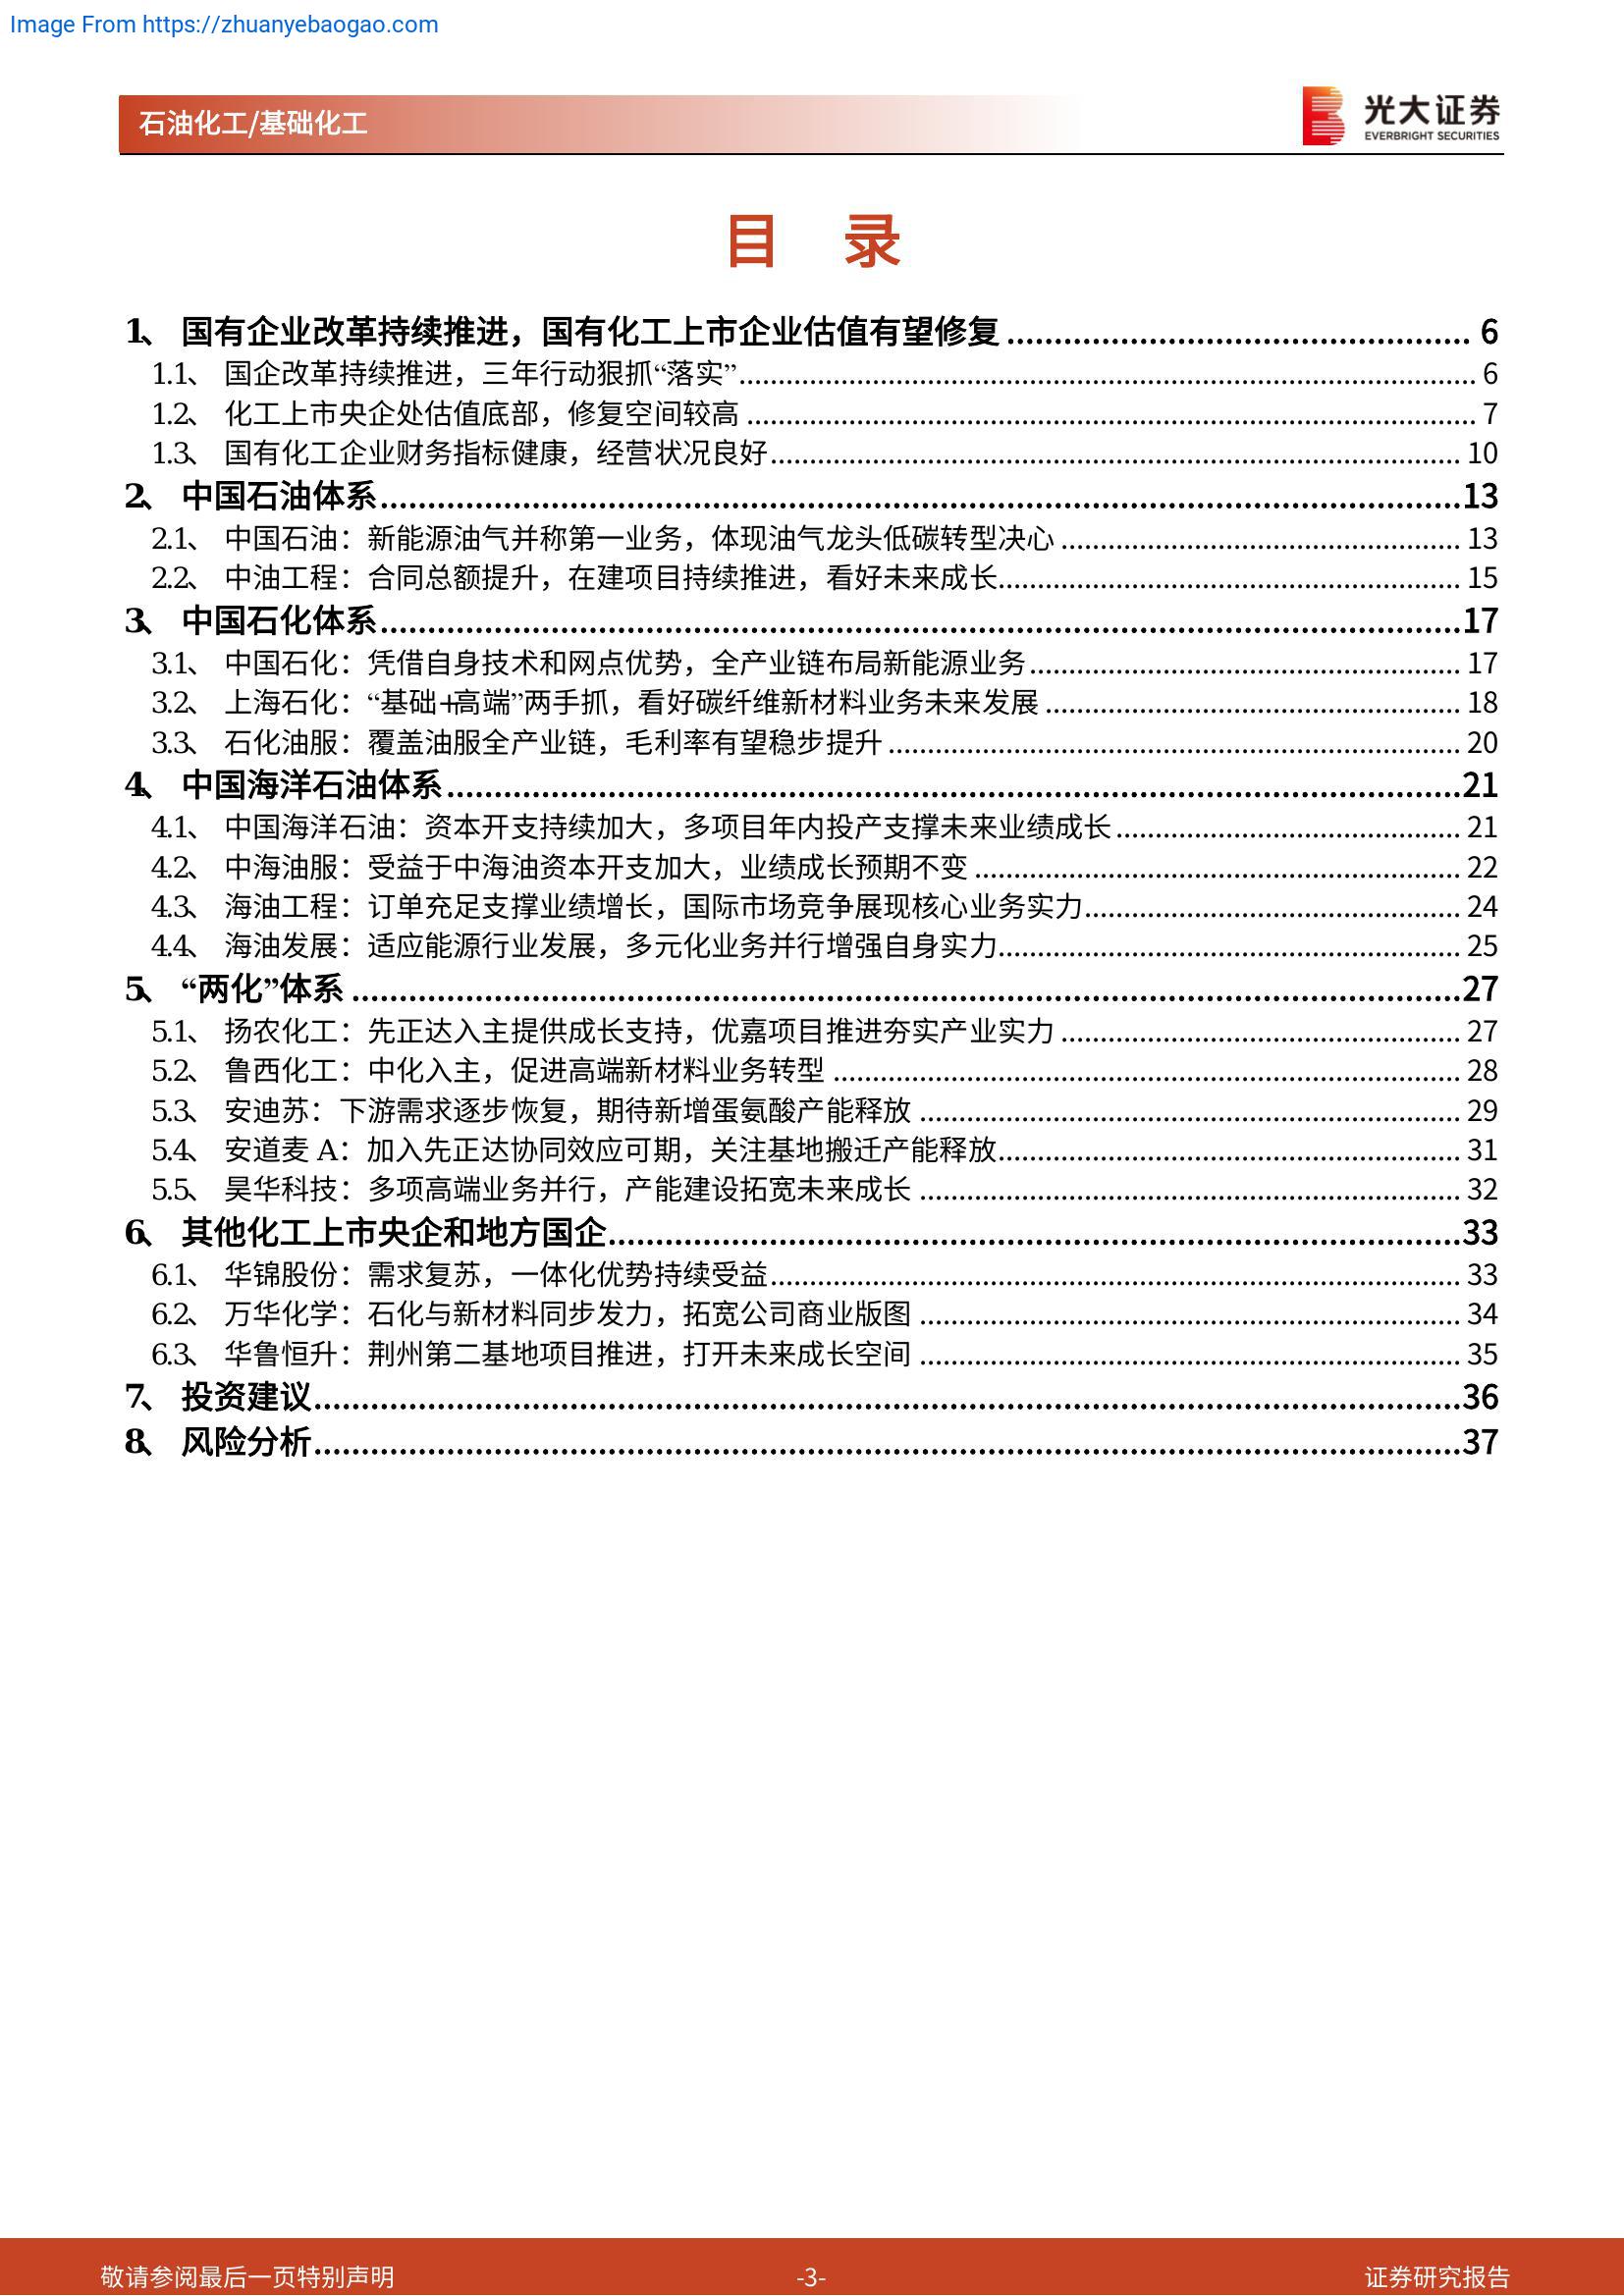 Image From https://zhuanyebaogao.com
石油化工/基础化工
光大证券
EVERBRIGHT SECURITIES
目 录
1、 国有企业改革持续推进，国有化工上市企业估值有望修复 6
1.1、 国企改革持续推进，三年行动狠抓“落实” 6
1.2、 化工上市央企处估值底部，修复空间较高 7
1.3、 国有化工企业财务指标健康，经营状况良好 10
2、 中国石油体系 13
2.1、 中国石油：新能源油气并称第一业务，体现油气龙头低碳转型决心 13
2.2、 中油工程：合同总额提升，在建项目持续推进，看好未来成长 15
3、 中国石化体系 17
3.1、 中国石化：凭借自身技术和网点优势，全产业链布局新能源业务 17
3.2、 上海石化：“基础+高端”两手抓，看好碳纤维新材料业务未来发展 18
3.3、 石化油服：覆盖油服全产业链，毛利率有望稳步提升 20
4、 中国海洋石油体系 21
4.1、 中国海洋石油：资本开支持续加大，多项目年内投产支撑未来业绩成长 21
4.2、 中海油服：受益于中海油资本开支加大，业绩成长预期不变 22
4.3、 海油工程：订单充足支撑业绩增长，国际市场竞争展现核心业务实力 24
4.4、 海油发展：适应能源行业发展，多元化业务并行增强自身实力 25
5、 “两化”体系 27
5.1、 扬农化工：先正达入主提供成长支持，优嘉项目推进夯实产业实力 27
5.2、 鲁西化工：中化入主，促进高端新材料业务转型 28
5.3、 安迪苏：下游需求逐步恢复，期待新增蛋氨酸产能释放 29
5.4、 安道麦 A：加入先正达协同效应可期，关注基地搬迁产能释放 31
5.5、 昊华科技：多项高端业务并行，产能建设拓宽未来成长 32
6、 其他化工上市央企和地方国企 33
6.1、 华锦股份：需求复苏，一体化优势持续受益 33
6.2、 万华化学：石化与新材料同步发力，拓宽公司商业版图 34
6.3、 华鲁恒升：荆州第二基地项目推进，打开未来成长空间 35
7、 投资建议 36
8、 风险分析 37
敬请参阅最后一页特别声明 -3- 证券研究报告